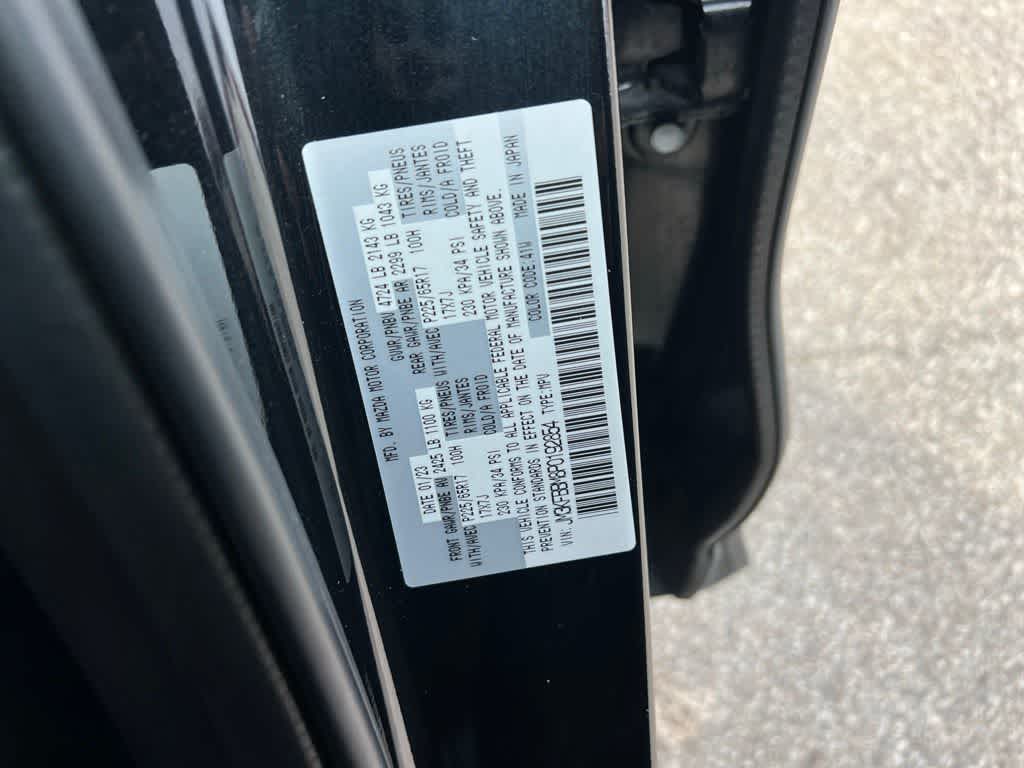 MFD. BY MAZDA MOTOR CORPORATION
DATE 01/23 GVWR/PNBV 4724 LB 2143 KG
FRONT GAWR/PNBE AV 2425 LB 1100 KG REAR GAWR/PNBE AR 2299 LB 1043 KG
WITH/AVEC P225/65R17 100H TIRES/PNEUS WITH/AVEC P225/65R17 100H TIRES/PNEUS
17X7J RIMS/JANTES 17X7J RIMS/JANTES
230 KPA/34 PSI COLD/A FROID 230 KPA/34 PSI COLD/A FROID
THIS VEHICLE CONFORMS TO ALL APPLICABLE FEDERAL MOTOR VEHICLE SAFETY AND THEFT
PREVENTION STANDARDS IN EFFECT ON THE DATE OF MANUFACTURE SHOWN ABOVE.
VIN: JM3KFBBM8P0192854 TYPE:MPV COLOR CODE:41W MADE IN JAPAN